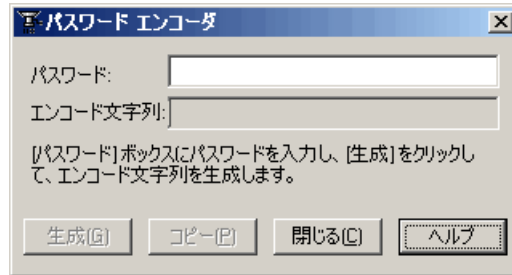 パスワード エンコーダ
パスワード:
エンコード文字列:
[パスワード]ボックスにパスワードを入力し、[生成]をクリックし
て、エンコード文字列を生成します。
生成(G) コピー(P) 閉じる(C) ヘルプ